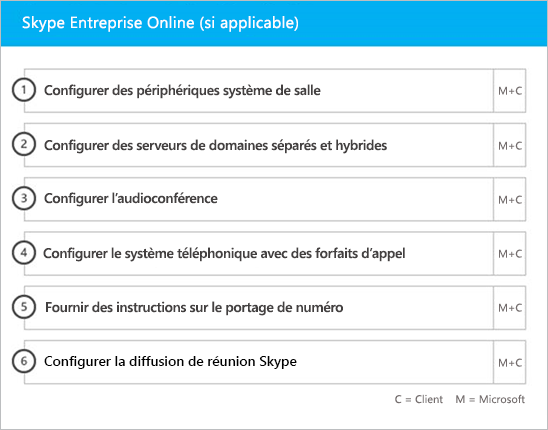 Skype Entreprise Online (si applicable)
1 Configurer des périphériques système de salle M+C
2 Configurer des serveurs de domaines séparés et hybrides M+C
3 Configurer l’audioconférence M+C
4 Configurer le système téléphonique avec des forfaits d’appel M+C
5 Fournir des instructions sur le portage de numéro M+C
6 Configurer la diffusion de réunion Skype M+C
C = Client M = Microsoft